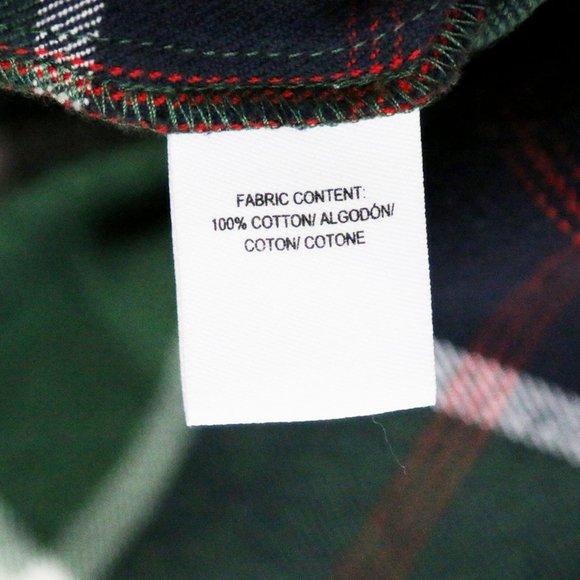 FABRIC CONTENT:
100% COTTON/ ALGODÓN/
COTON/ COTONE